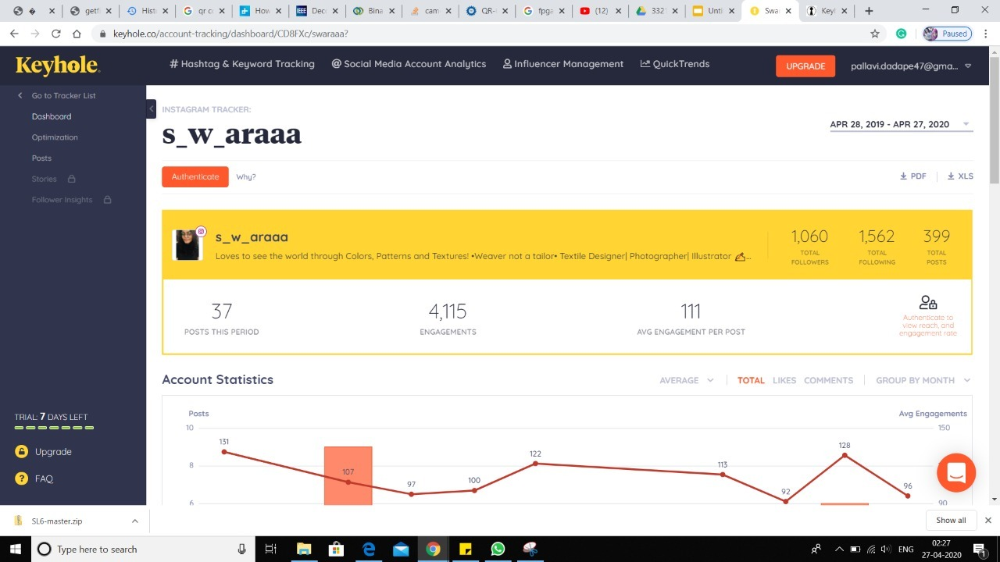 G cr c
Histo
How
Dec
Bina
cam
QR-
fpga
(12)
332
Unti
Swa
Keyh
keyhole.co/account-tracking/dashboard/CD8FXc/swaraaa?
Paused
Keyhole
# Hashtag & Keyword Tracking
@ Social Media Account Analytics
Influencer Management
QuickTrends
UPGRADE
pallavi.dadape47@gma...
Go to Tracker List
Dashboard
Optimization
Posts
Stories
Follower Insights
INSTAGRAM TRACKER:
s_w_araaa
APR 28, 2019 - APR 27, 2020
Authenticate
Why?
PDF
XLS
s_w_araaa
Loves to see the world through Colors, Patterns and Textures! •Weaver not a tailor• Textile Designer| Photographer| Illustrator ✍️...
1,060
TOTAL
FOLLOWERS
1,562
TOTAL
FOLLOWING
399
TOTAL
POSTS
37
POSTS THIS PERIOD
4,115
ENGAGEMENTS
111
AVG ENGAGEMENT PER POST
Authenticate to
view reach, and
engagement rate
Account Statistics
AVERAGE
TOTAL LIKES COMMENTS
GROUP BY MONTH
Posts
Avg Engagements
10
150
131
107
97
100
122
113
92
128
96
8
6
90
TRIAL: 7 DAYS LEFT
Upgrade
? FAQ
SL6-master.zip
Show all
Type here to search
ENG
02:27
27-04-2020
1